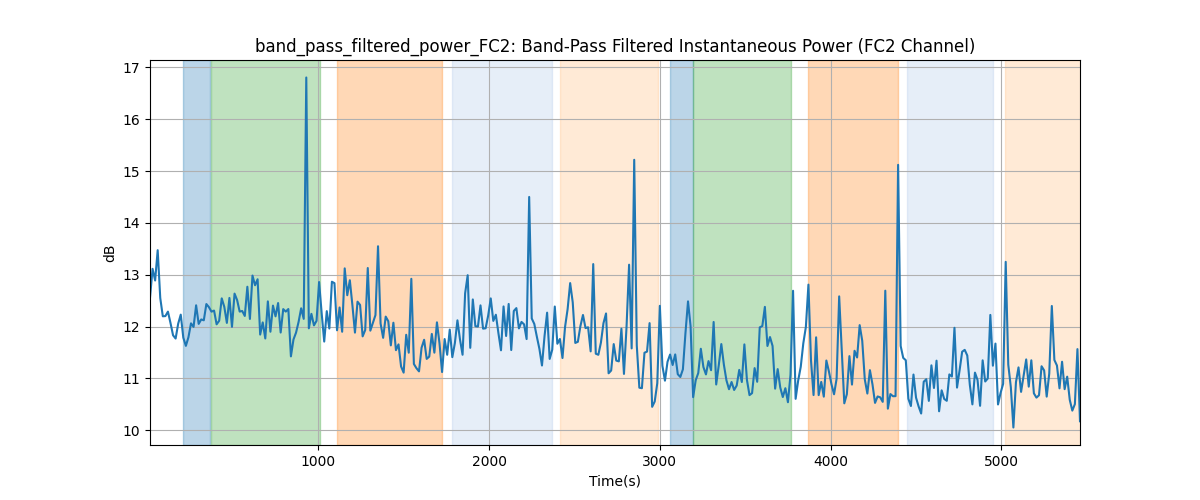 band_pass_filtered_power_FC2: Band-Pass Filtered Instantaneous Power (FC2 Channel)
17
16
15
14
13
12
11
10
dB
1000 2000 3000 4000 5000
Time(s)